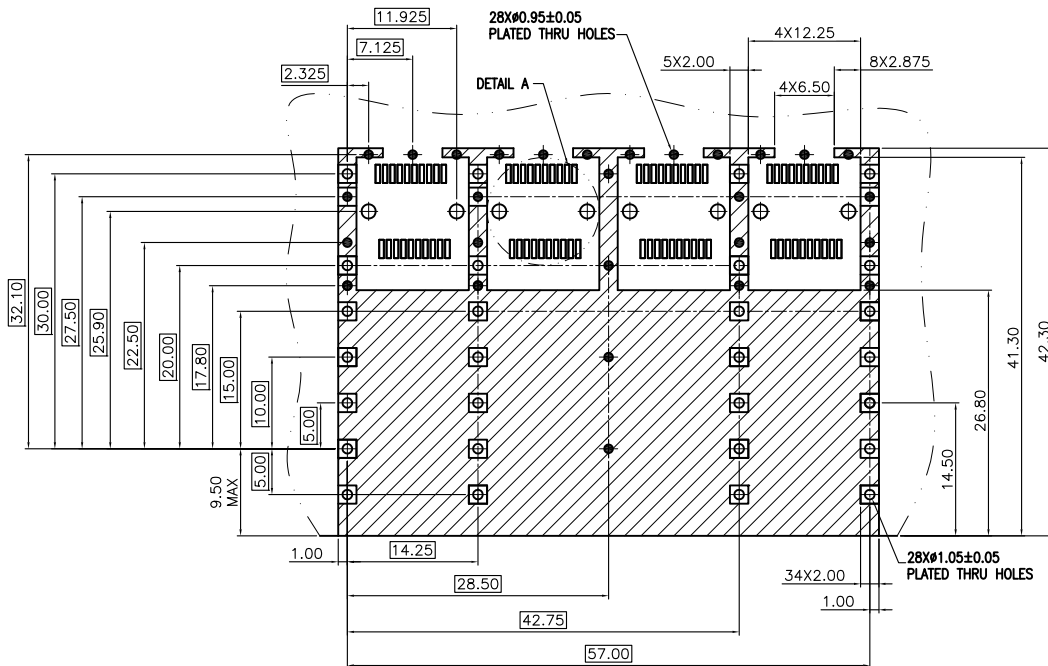 11.925
28XØ0.95±0.05
PLATED THRU HOLES
4X12.25
7.125
5X2.00
8X2.875
2.325
DETAIL A
4X6.50
32.10
30.00
27.50
25.90
22.50
20.00
17.80
15.00
10.00
5.00
5.00
9.50
MAX
14.50
26.80
41.30
42.30
1.00
14.25
28.50
42.75
57.00
34X2.00
1.00
28XØ1.05±0.05
PLATED THRU HOLES